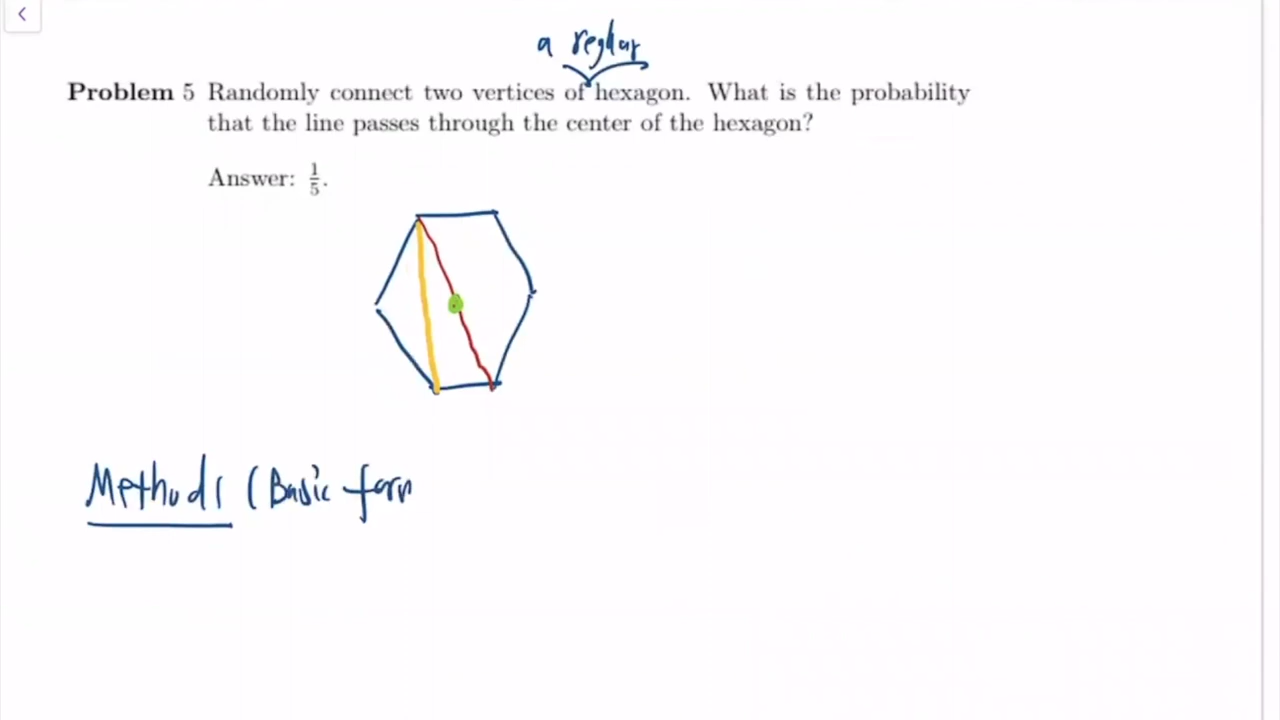 a regular
Problem 5 Randomly connect two vertices of hexagon. What is the probability
that the line passes through the center of the hexagon?
Answer: 1/5.
Method 1 (Basic form